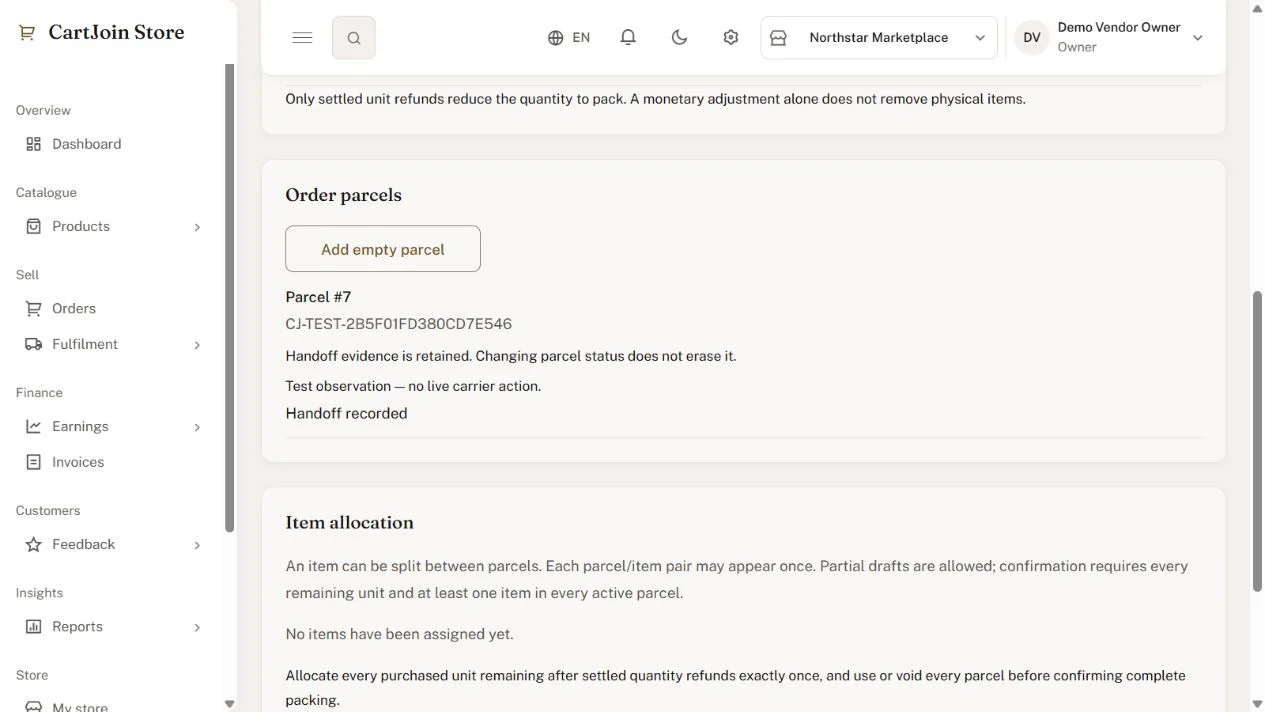 CartJoin Store
EN
Northstar Marketplace
DV
Demo Vendor Owner
Owner
Overview
Dashboard
Catalogue
Products
Sell
Orders
Fulfilment
Finance
Earnings
Invoices
Customers
Feedback
Insights
Reports
Store
My store
Only settled unit refunds reduce the quantity to pack. A monetary adjustment alone does not remove physical items.
Order parcels
Add empty parcel
Parcel #7
CJ-TEST-2B5F01FD380CD7E546
Handoff evidence is retained. Changing parcel status does not erase it.
Test observation — no live carrier action.
Handoff recorded
Item allocation
An item can be split between parcels. Each parcel/item pair may appear once. Partial drafts are allowed; confirmation requires every
remaining unit and at least one item in every active parcel.
No items have been assigned yet.
Allocate every purchased unit remaining after settled quantity refunds exactly once, and use or void every parcel before confirming complete
packing.